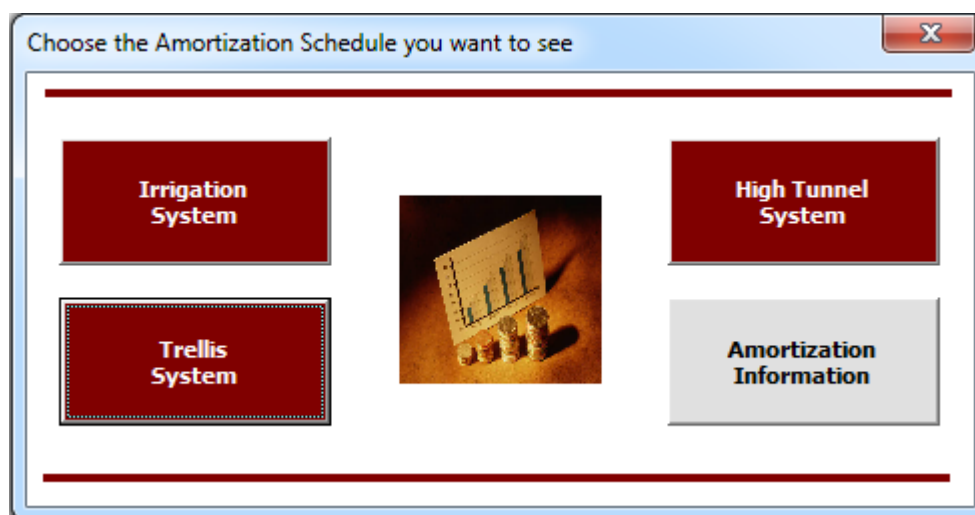 Choose the Amortization Schedule you want to see
Irrigation
System
High Tunnel
System
Trellis
System
Amortization
Information